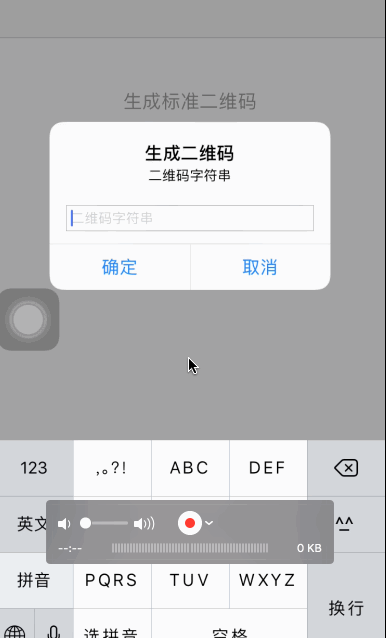 生成标准二维码
生成二维码
二维码字符串
二维码字符串
确定 取消
123 ,。?! ABC DEF
英文 ^^
--:-- 0 KB
拼音 PQRS TUV WXYZ
换行
选拼音 空格